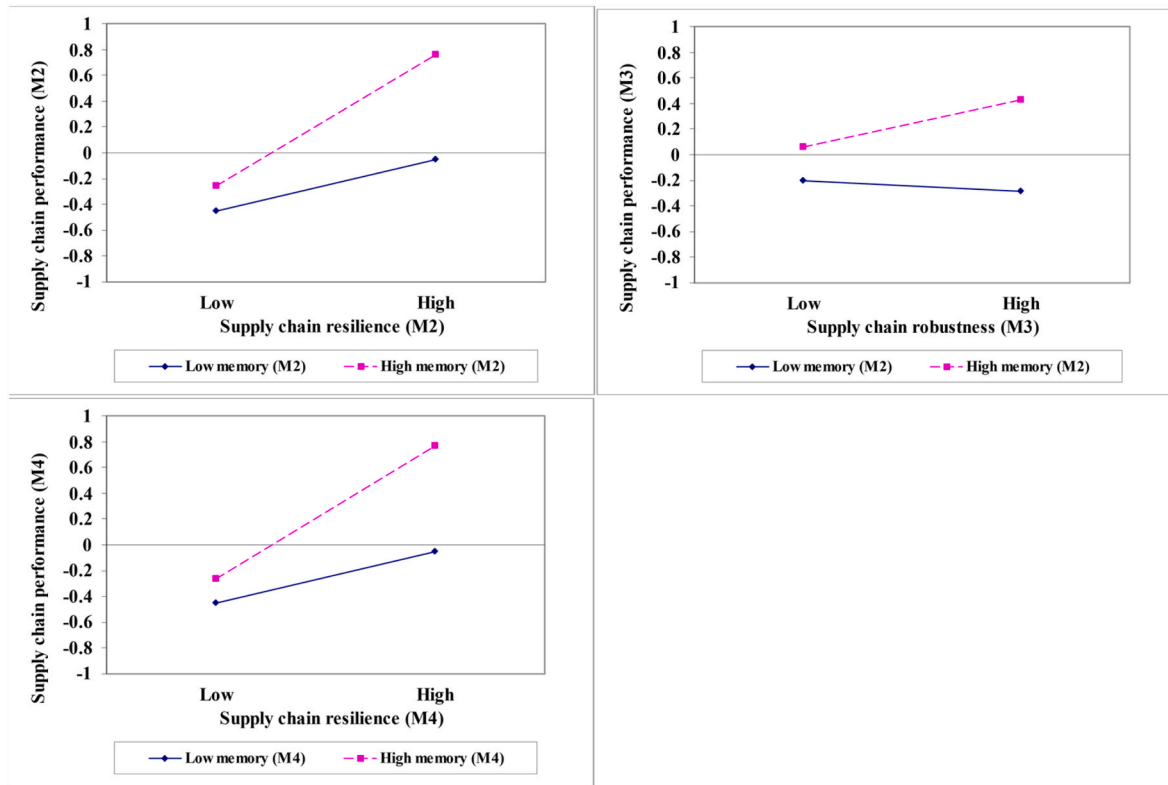 Supply chain performance (M2)
1
0.8
0.6
0.4
0.2
0
-0.2
-0.4
-0.6
-0.8
-1
Low High
Supply chain resilience (M2)
Low memory (M2) High memory (M2)
Supply chain performance (M3)
1
0.8
0.6
0.4
0.2
0
-0.2
-0.4
-0.6
-0.8
-1
Low High
Supply chain robustness (M3)
Low memory (M2) High memory (M2)
Supply chain performance (M4)
1
0.8
0.6
0.4
0.2
0
-0.2
-0.4
-0.6
-0.8
-1
Low High
Supply chain resilience (M4)
Low memory (M4) High memory (M4)